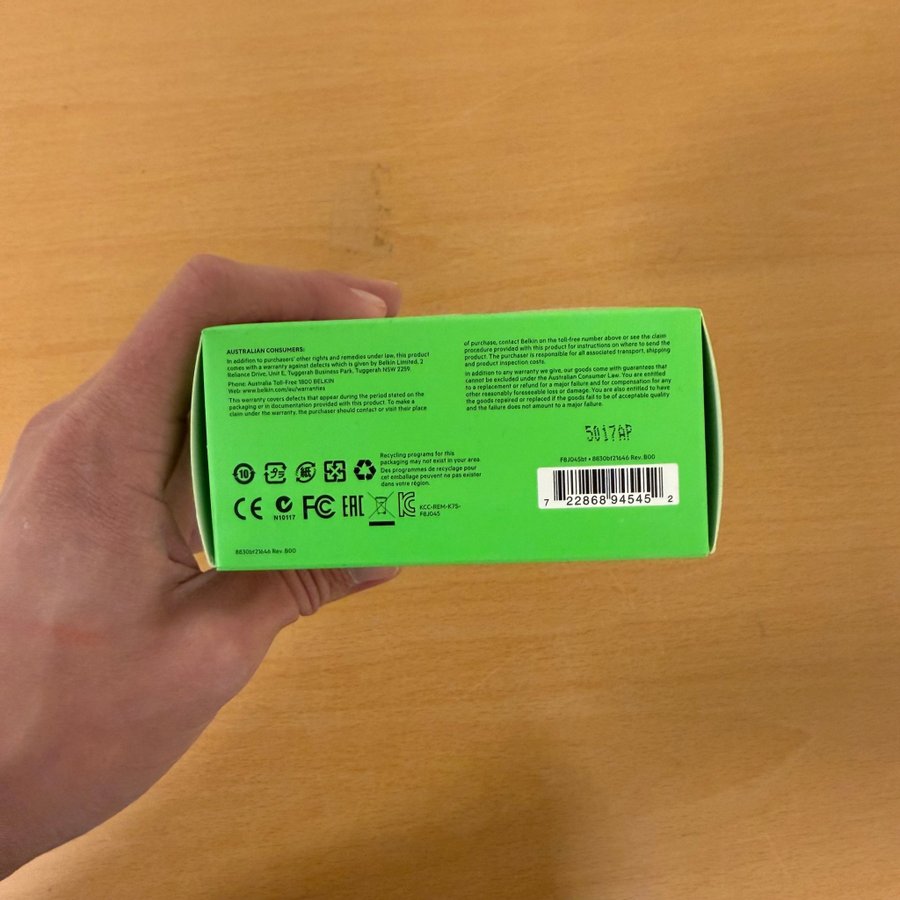 AUSTRALIAN CONSUMERS:
In addition to purchasers' other rights and remedies under law, this product
comes with a warranty against defects which is given by Belkin Limited, 2
Reliance Drive, Unit E, Tuggerah Business Park, Tuggerah NSW 2259.
Phone: Australia Toll-Free 1800 BELKIN
Web: www.belkin.com/au/warranties
This warranty covers defects that appear during the period stated on the
packaging or in documentation provided with this product. To make a
claim under the warranty, the purchaser should contact or visit their place
of purchase, contact Belkin on the toll-free number above or see the claim
procedure provided with this product for instructions on where to send the
product. The purchaser is responsible for all associated transport, shipping
and product inspection costs.
In addition to any warranty we give, our goods come with guarantees that
cannot be excluded under the Australian Consumer Law. You are entitled
to a replacement or refund for a major failure and for compensation for any
other reasonably foreseeable loss or damage. You are also entitled to have
the goods repaired or replaced if the goods fail to be of acceptable quality
and the failure does not amount to a major failure.
5017AP
F8J045bt • 8830bf21646 Rev. B00
7 22868 94545 2
10
プラ
紙
Recycling programs for this
packaging may not exist in your area.
Des programmes de recyclage pour
cet emballage peuvent ne pas exister
dans votre région.
CE
N10117
FC
EAC
KC
KCC-REM-K7S-
F8J045
8830bf21646 Rev. B00